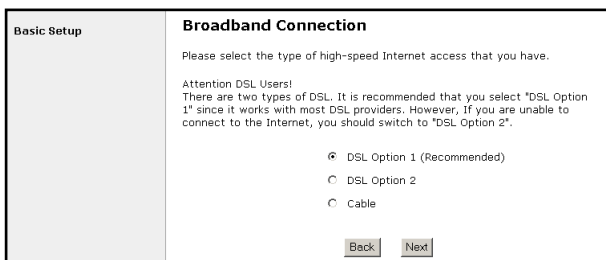 Basic Setup
Broadband Connection
Please select the type of high-speed Internet access that you have.
Attention DSL Users!
There are two types of DSL. It is recommended that you select "DSL Option
1" since it works with most DSL providers. However, If you are unable to
connect to the Internet, you should switch to "DSL Option 2".
DSL Option 1 (Recommended)
DSL Option 2
Cable
Back Next